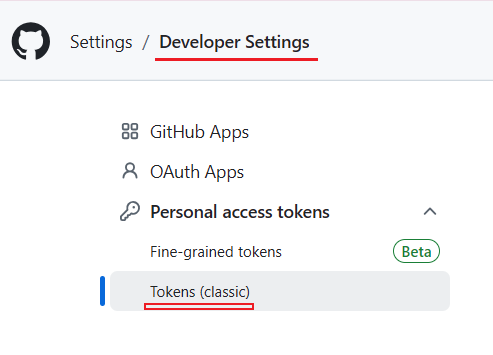 Settings / Developer Settings
GitHub Apps
OAuth Apps
Personal access tokens
Fine-grained tokens Beta
Tokens (classic)